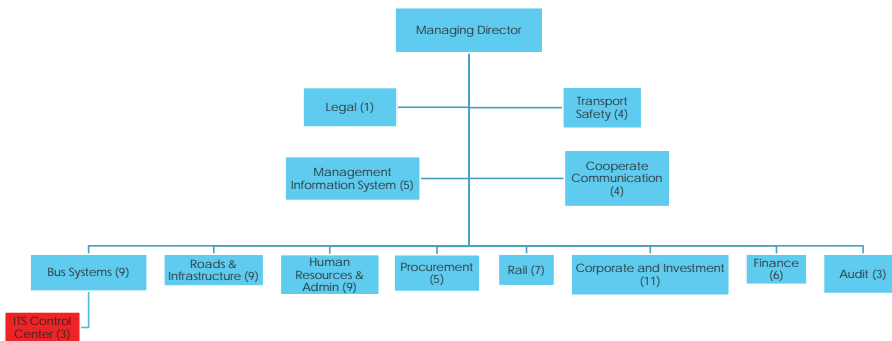 Managing Director
Legal (1)
Transport
Safety (4)
Management
Information System (5)
Cooperate
Communication
(4)
Bus Systems (9)
Roads &
Infrastructure (9)
Human
Resources &
Admin (9)
Procurement
(5)
Rail (7)
Corporate and Investment
(11)
Finance
(6)
Audit (3)
ITS Control
Center (3)